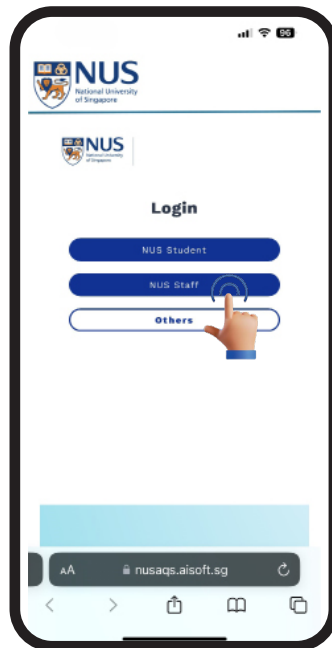 96
NUS
National University
of Singapore
NUS
National University
of Singapore
Login
NUS Student
NUS Staff
Others
AA
nusaqs.aisoft.sg